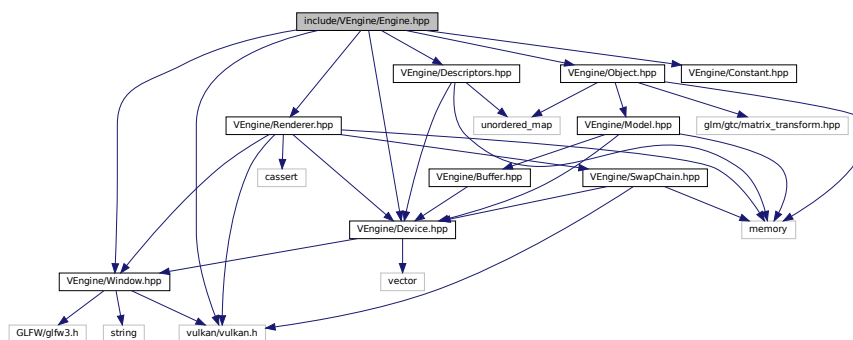 include/VEngine/Engine.hpp
VEngine/Descriptors.hpp
VEngine/Object.hpp
VEngine/Constant.hpp
VEngine/Renderer.hpp
unordered_map
VEngine/Model.hpp
glm/gtc/matrix_transform.hpp
cassert
VEngine/Buffer.hpp
VEngine/SwapChain.hpp
VEngine/Device.hpp
memory
VEngine/Window.hpp
vector
GLFW/glfw3.h
string
vulkan/vulkan.h